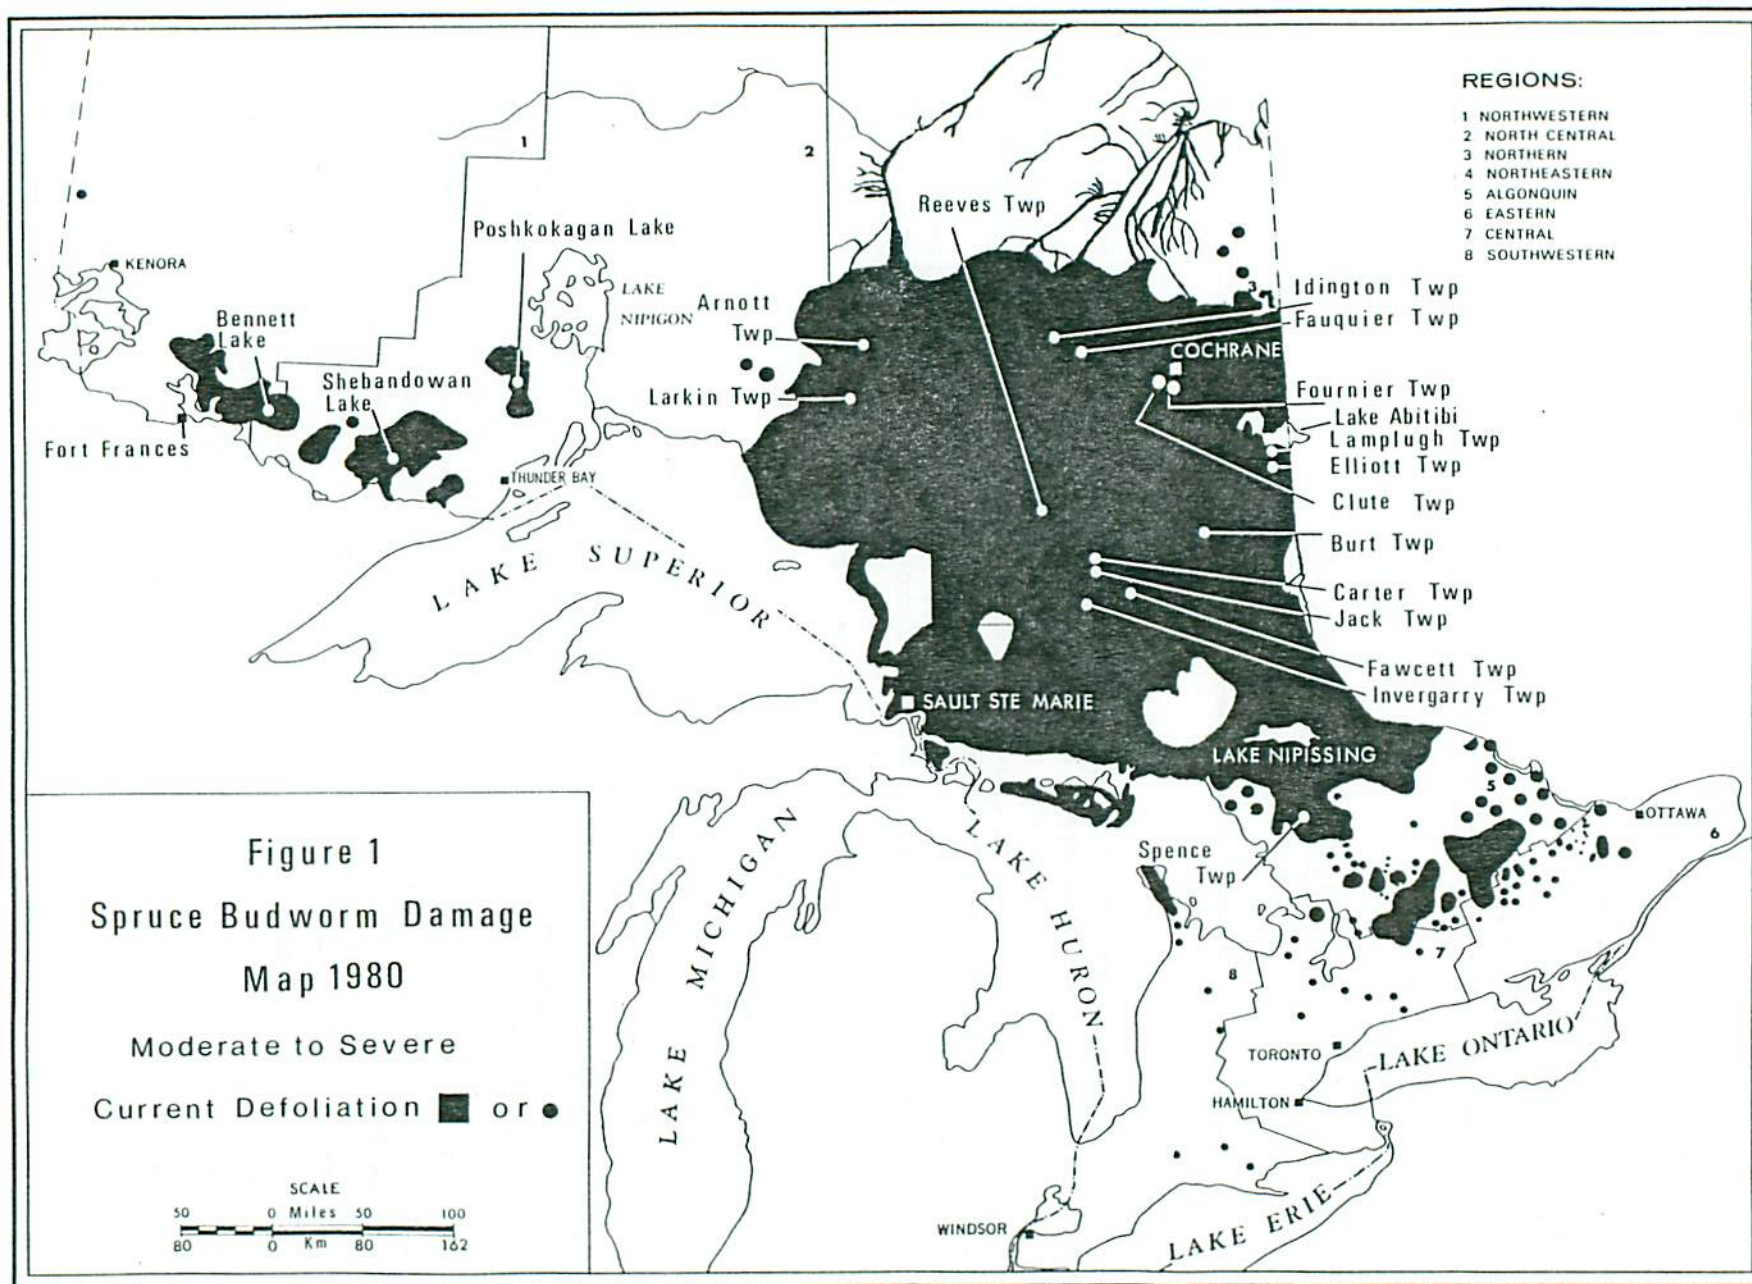 REGIONS:
1 NORTHWESTERN
2 NORTH CENTRAL
3 NORTHERN
4 NORTHEASTERN
5 ALGONQUIN
6 EASTERN
7 CENTRAL
8 SOUTHWESTERN
1
2
Reeves Twp
Poshkokagan Lake
KENORA
LAKE
NIPIGON
Arnott
Twp
3
Idington Twp
Fauquier Twp
Bennett
Lake
COCHRANE
Shebandowan
Lake
Larkin Twp
Fournier Twp
Lake Abitibi
Lamplugh Twp
Elliott Twp
Fort Frances
THUNDER BAY
Clute Twp
Burt Twp
LAKE SUPERIOR
Carter Twp
Jack Twp
Fawcett Twp
Invergarry Twp
SAULT STE MARIE
LAKE NIPISSING
5
OTTAWA
6
Spence
Twp
LAKE MICHIGAN
LAKE HURON
7
8
TORONTO
LAKE ONTARIO
HAMILTON
WINDSOR
LAKE ERIE
Figure 1
Spruce Budworm Damage
Map 1980
Moderate to Severe
Current Defoliation or
SCALE
50 0 Miles 50 100
80 0 Km 80 162